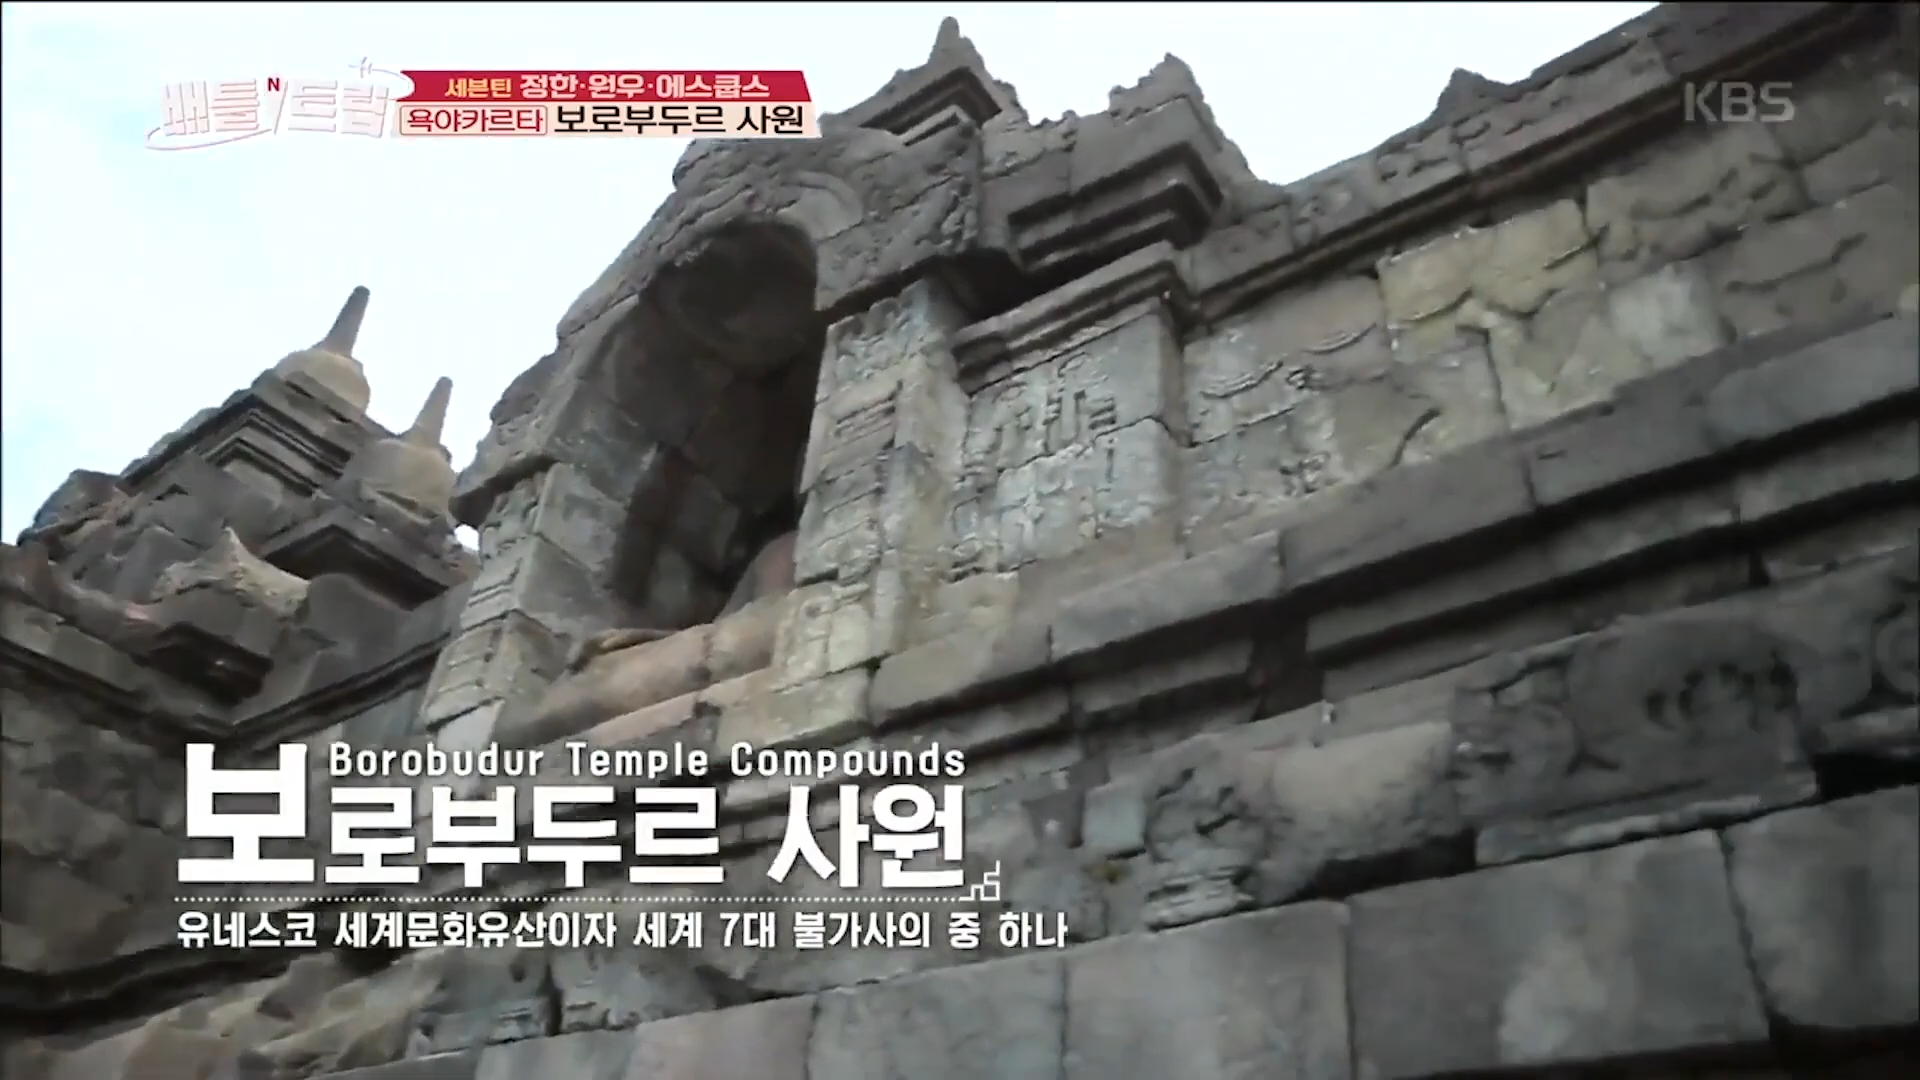 배틀트립
세븐틴 정한·원우·에스쿱스
욕야카르타 보로부두르 사원
KBS
Borobudur Temple Compounds
보로부두르 사원
유네스코 세계문화유산이자 세계 7대 불가사의 중 하나